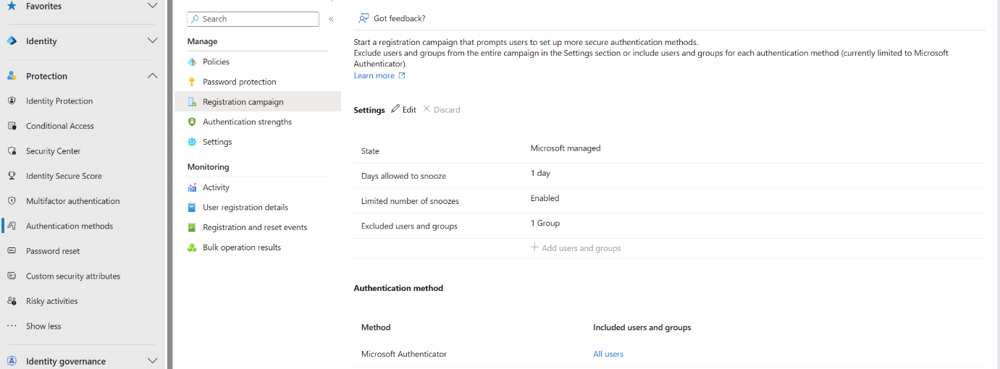 Favorites
Identity
Protection
Identity Protection
Conditional Access
Security Center
Identity Secure Score
Multifactor authentication
Authentication methods
Password reset
Custom security attributes
Risky activities
Show less
Identity governance
Search
Manage
Policies
Password protection
Registration campaign
Authentication strengths
Settings
Monitoring
Activity
User registration details
Registration and reset events
Bulk operation results
Got feedback?
Start a registration campaign that prompts users to set up more secure authentication methods.
Exclude users and groups from the entire campaign in the Settings section or include users and groups for each authentication method (currently limited to Microsoft
Authenticator).
Learn more
Settings Edit Discard
State Microsoft managed
Days allowed to snooze 1 day
Limited number of snoozes Enabled
Excluded users and groups 1 Group
Add users and groups
Authentication method
Method Included users and groups
Microsoft Authenticator All users